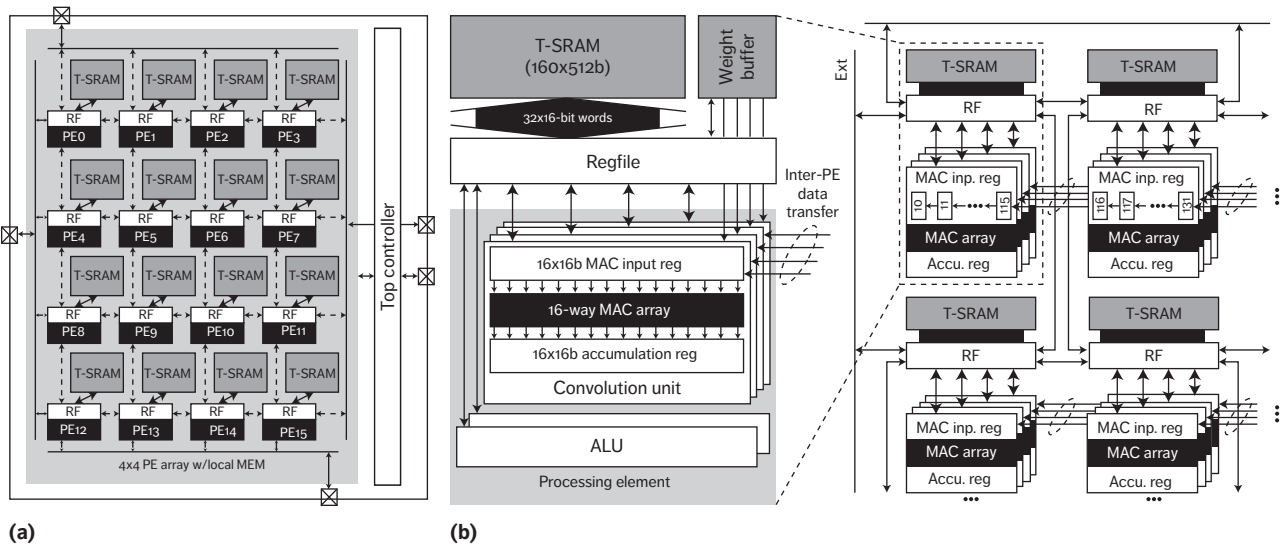 T-SRAM
T-SRAM
T-SRAM
T-SRAM
RF
RF
RF
RF
PE0
PE1
PE2
PE3
T-SRAM
T-SRAM
T-SRAM
T-SRAM
RF
RF
RF
RF
PE4
PE5
PE6
PE7
T-SRAM
T-SRAM
T-SRAM
T-SRAM
RF
RF
RF
RF
PE8
PE9
PE10
PE11
T-SRAM
T-SRAM
T-SRAM
T-SRAM
RF
RF
RF
RF
PE12
PE13
PE14
PE15
4x4 PE array w/local MEM
Top controller
(a)
T-SRAM
(160x512b)
Weight
buffer
32x16-bit words
Regfile
Inter-PE
data
transfer
16x16b MAC input reg
16-way MAC array
16x16b accumulation reg
Convolution unit
ALU
Processing element
(b)
Ext
T-SRAM
RF
MAC inp. reg
10
11
•••
115
MAC array
Accu. reg
T-SRAM
RF
MAC inp. reg
116
117
•••
131
MAC array
Accu. reg
•••
T-SRAM
RF
MAC inp. reg
MAC array
Accu. reg
•••
T-SRAM
RF
MAC inp. reg
MAC array
Accu. reg
•••
•••